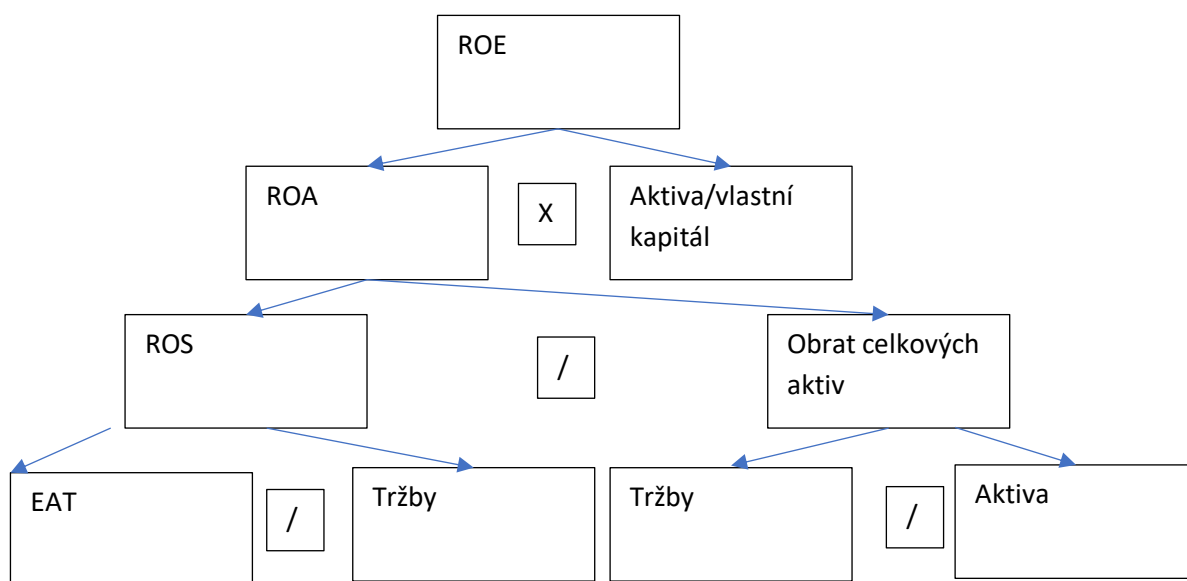 ROE
ROA
X
Aktiva/vlastní
kapitál
ROS
/
Obrat celkových
aktiv
EAT
/
Tržby
Tržby
/
Aktiva